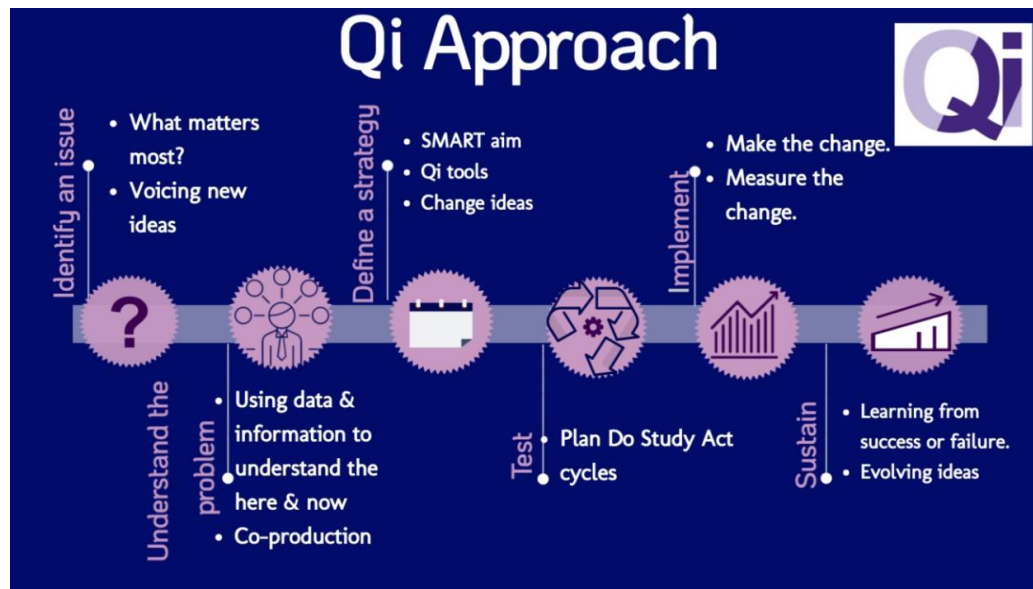 Qi Approach
Qi
Identify an issue
• What matters
most?
• Voicing new
ideas
Understand the
problem
• Using data &
information to
understand the
here & now
• Co-production
Define a strategy
• SMART aim
• Qi tools
• Change ideas
Test
• Plan Do Study Act
cycles
Implement
• Make the change.
• Measure the
change.
Sustain
• Learning from
success or failure.
• Evolving ideas
?